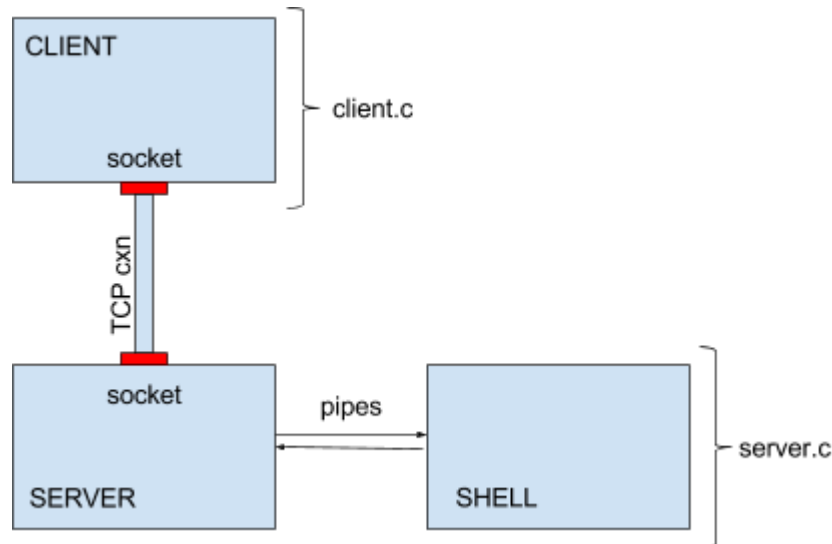 CLIENT
client.c
socket
TCP cxn
socket
pipes
server.c
SERVER
SHELL